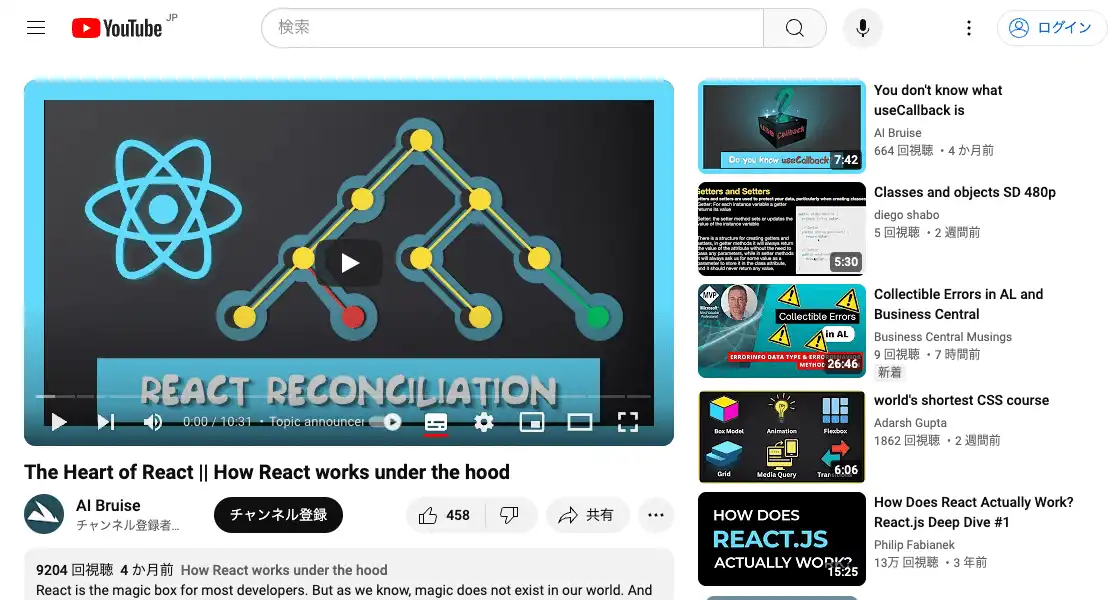 YouTube JP
検索
ログイン
REACT RECONCILIATION
0:00 / 10:31 • Topic announcer
The Heart of React || How React works under the hood
AI Bruise
チャンネル登録者...
チャンネル登録
458
共有
9204 回視聴 4 か月前 How React works under the hood
React is the magic box for most developers. But as we know, magic does not exist in our world. And
Do you know useCallback
7:42
You don't know what
useCallback is
AI Bruise
664 回視聴 ・4 か月前
Getters and Setters
5:30
Classes and objects SD 480p
diego shabo
5 回視聴 ・2 週間前
MVP
Microsoft
Collectible Errors
in AL
ERRORINFO DATA TYPE &
METHOD
26:46
Collectible Errors in AL and
Business Central
Business Central Musings
9 回視聴 ・7 時間前
新着
Box Model
Animation
Flexbox
Grid
Media Query
6:06
world's shortest CSS course
Adarsh Gupta
1862 回視聴 ・2 週間前
HOW DOES
REACT.JS
ACTUALLY WORK?
15:25
How Does React Actually Work?
React.js Deep Dive #1
Philip Fabianek
13万 回視聴 ・3 年前